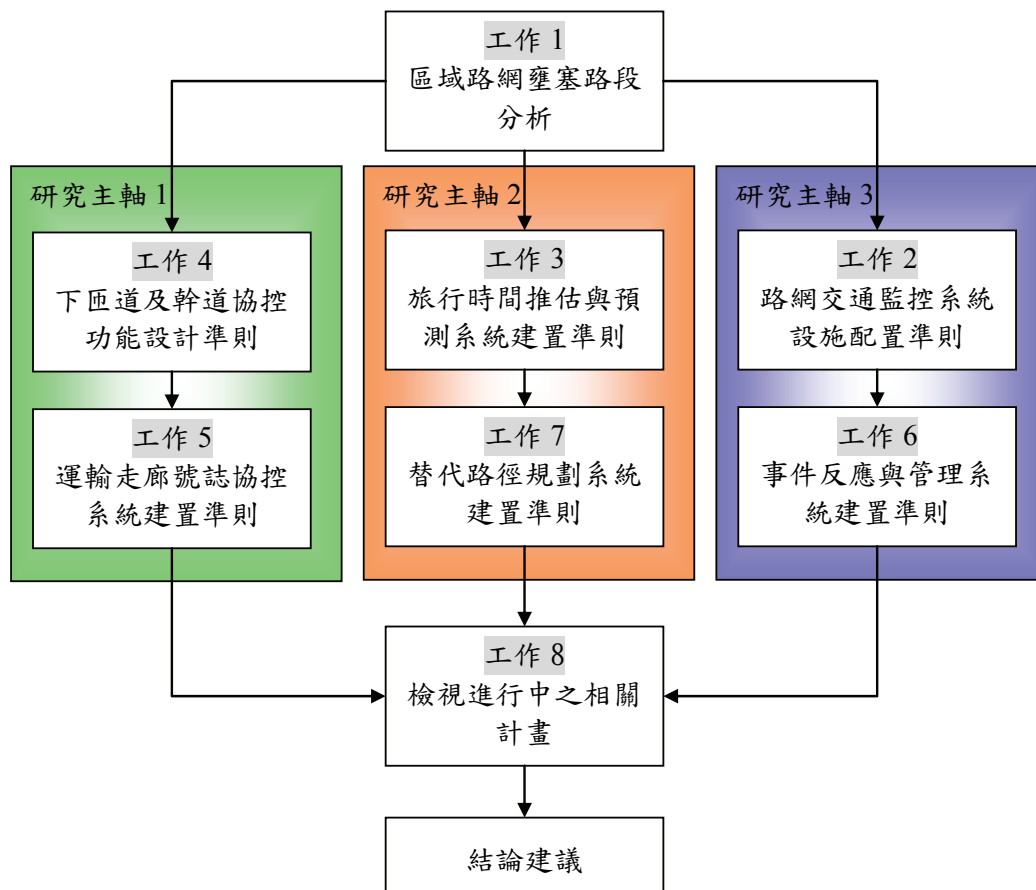 工作 1
區域路網壅塞路段
分析
研究主軸 1
工作 4
下匝道及幹道協控
功能設計準則
工作 5
運輸走廊號誌協控
系統建置準則
研究主軸 2
工作 3
旅行時間推估與預
測系統建置準則
工作 7
替代路徑規劃系統
建置準則
研究主軸 3
工作 2
路網交通監控系統
設施配置準則
工作 6
事件反應與管理系
統建置準則
工作 8
檢視進行中之相關
計畫
結論建議